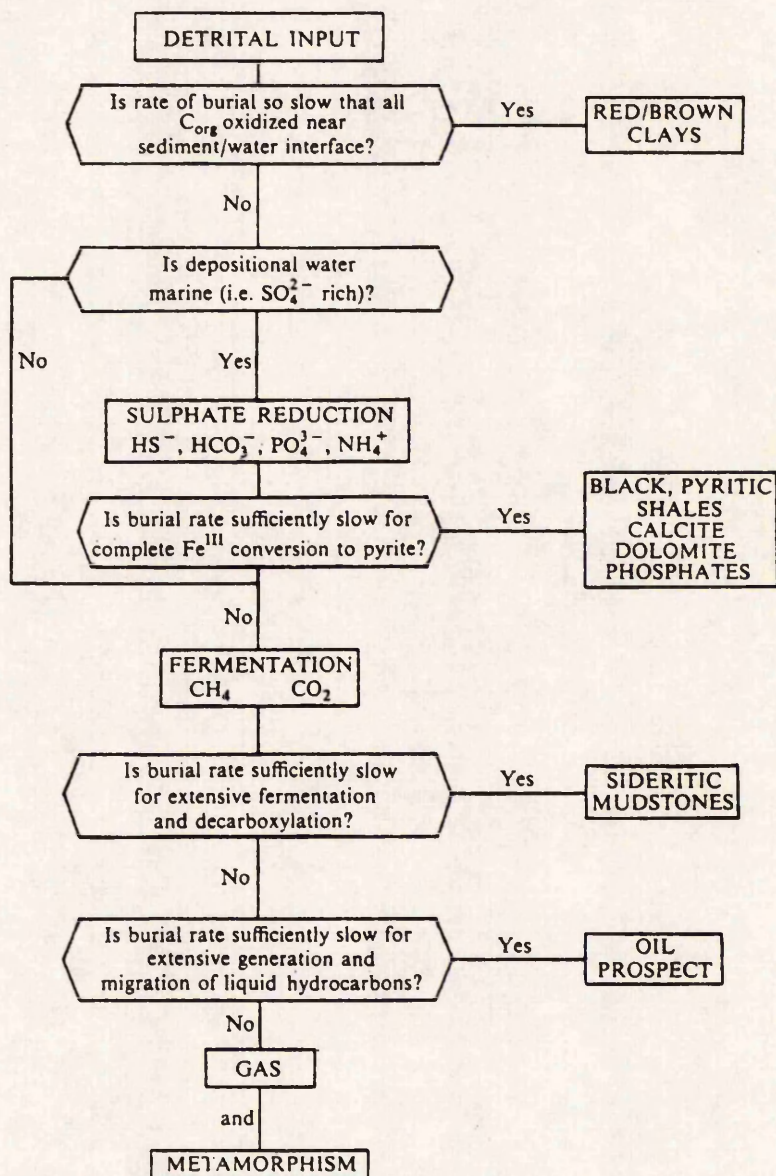 DETRITAL INPUT
Is rate of burial so slow that all
C_org oxidized near
sediment/water interface?
Yes
RED/BROWN
CLAYS
No
Is depositional water
marine (i.e. SO₄²⁻ rich)?
No
Yes
SULPHATE REDUCTION
HS⁻, HCO₃⁻, PO₄³⁻, NH₄⁺
Is burial rate sufficiently slow for
complete Feᴵᴵᴵ conversion to pyrite?
Yes
BLACK, PYRITIC
SHALES
CALCITE
DOLOMITE
PHOSPHATES
No
FERMENTATION
CH₄ CO₂
Is burial rate sufficiently slow
for extensive fermentation
and decarboxylation?
Yes
SIDERITIC
MUDSTONES
No
Is burial rate sufficiently slow for
extensive generation and
migration of liquid hydrocarbons?
Yes
OIL
PROSPECT
No
GAS
and
METAMORPHISM